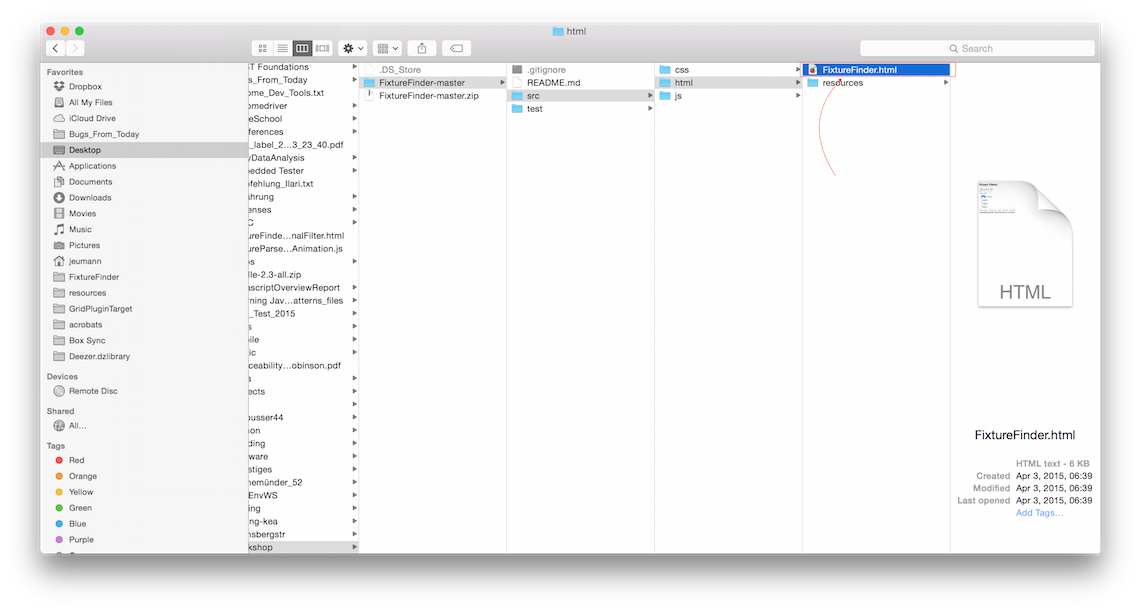 html
Search
Favorites
Dropbox
All My Files
iCloud Drive
Bugs_From_Today
Desktop
Applications
Documents
Downloads
Movies
Music
Pictures
jeumann
FixtureFinder
resources
GridPluginTarget
acrobats
Box Sync
Deezer.dzlibrary
Devices
Remote Disc
Shared
All...
Tags
Red
Orange
Yellow
Green
Blue
Purple
ST Foundations
s_From_Today
ome_Dev_Tools.txt
omedriver
eSchool
ferences
_label_2...3_23_40.pdf
yDataAnalysis
bedded Tester
pfehlung_Ilari.txt
ahrung
enses
C
ureFinde...nalFilter.html
ureParse...Animation.js
os
dle-2.3-all.zip
ascriptOverviewReport
rning Jav...atterns_files
_Test_2015
s
bile
ic
ceability...obinson.pdf
a
ects
ousser44
on
ding
ware
stiges
nemünder_52
EnvWS
ing
ng-kea
nsbergstr
kshop
.DS_Store
FixtureFinder-master
FixtureFinder-master.zip
.gitignore
README.md
src
test
css
html
js
FixtureFinder.html
resources
HTML
FixtureFinder.html
HTML text - 6 KB
Created Apr 3, 2015, 06:39
Modified Apr 3, 2015, 06:39
Last opened Apr 3, 2015, 06:39
Add Tags...